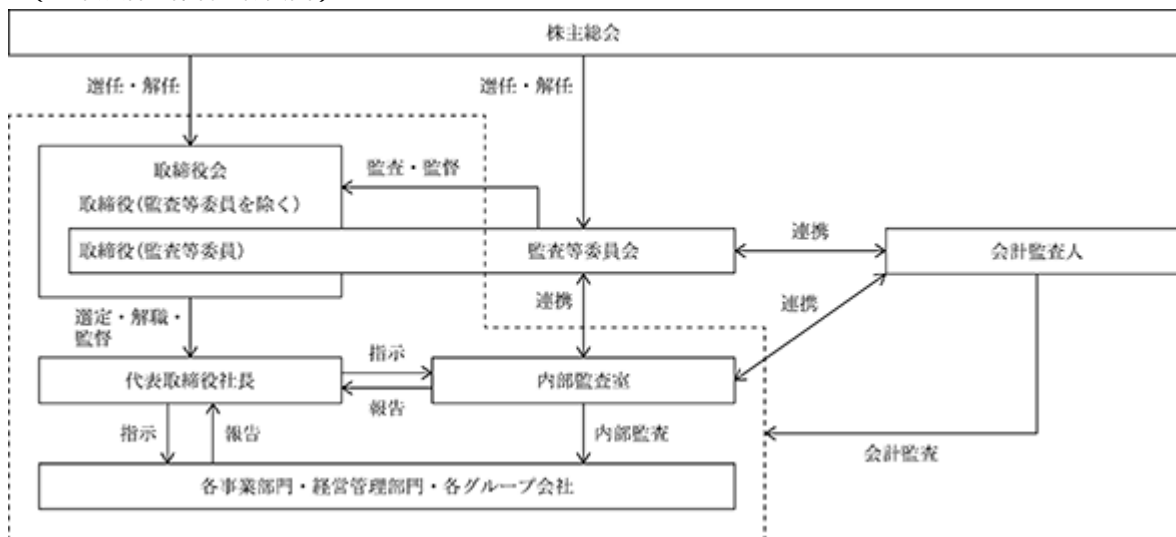 株主総会
選任・解任
選任・解任
取締役会
監査・監督
取締役(監査等委員を除く)
取締役(監査等委員)
監査等委員会
連携
会計監査人
選定・解職・
監督
連携
連携
指示
代表取締役社長
内部監査室
報告
指示
報告
内部監査
会計監査
各事業部門・経営管理部門・各グループ会社